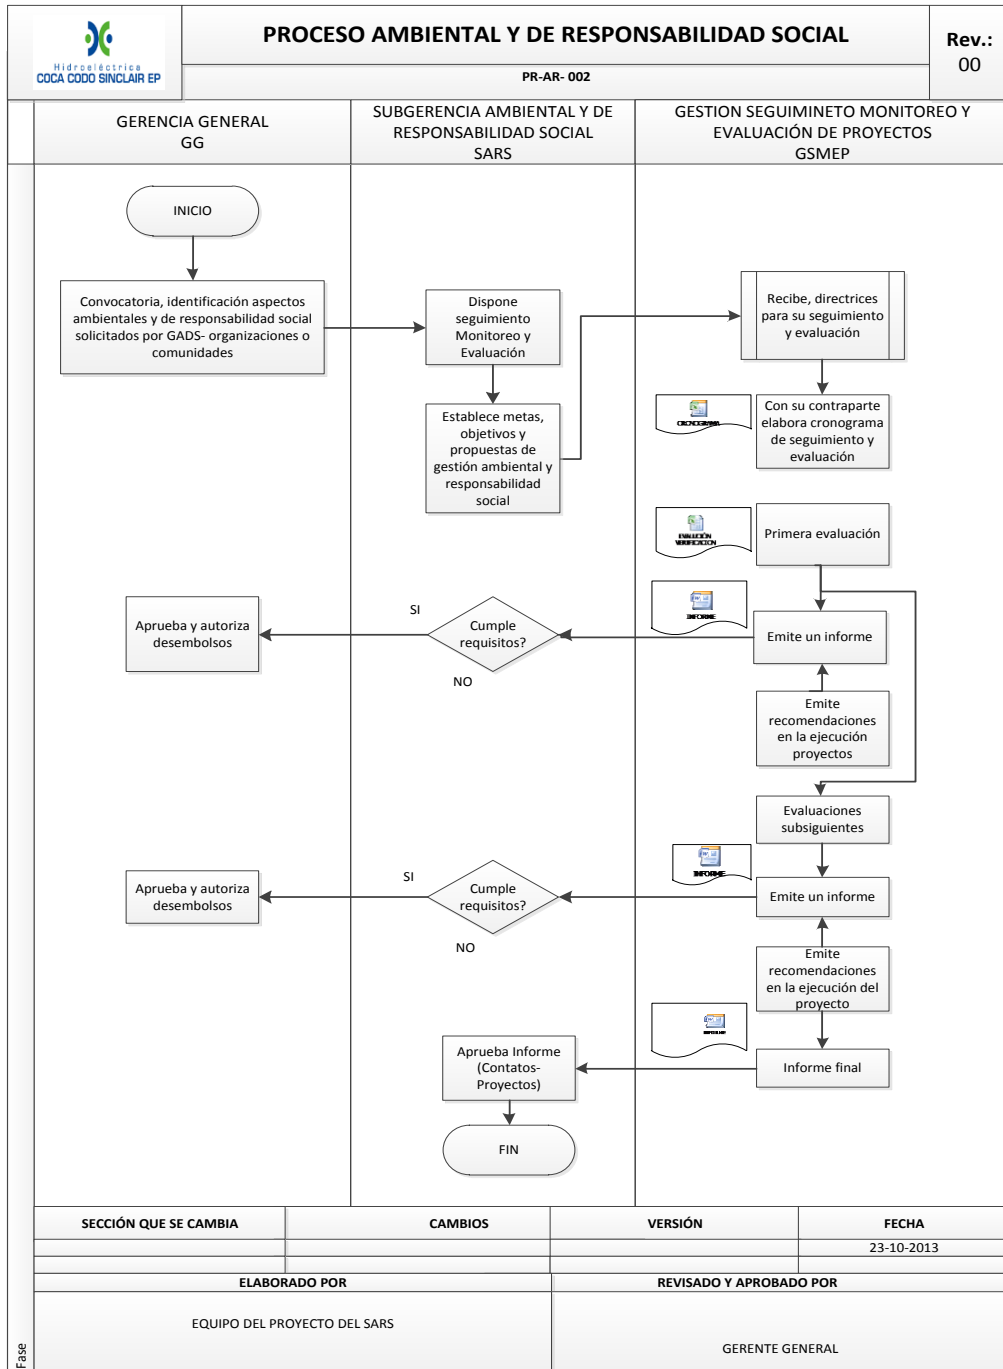 Hidroeléctrica
COCA CODO SINCLAIR EP
PROCESO AMBIENTAL Y DE RESPONSABILIDAD SOCIAL
PR-AR- 002
Rev.:
00
GERENCIA GENERAL
GG
SUBGERENCIA AMBIENTAL Y DE
RESPONSABILIDAD SOCIAL
SARS
GESTION SEGUIMINETO MONITOREO Y
EVALUACIÓN DE PROYECTOS
GSMEP
INICIO
Convocatoria, identificación aspectos
ambientales y de responsabilidad social
solicitados por GADS- organizaciones o
comunidades
Dispone
seguimiento
Monitoreo y
Evaluación
Recibe, directrices
para su seguimiento
y evaluación
Establece metas,
objetivos y
propuestas de
gestión ambiental y
responsabilidad
social
CRONOGRAMA
Con su contraparte
elabora cronograma
de seguimiento y
evaluación
Primera evaluación
INFORME
Emite un informe
SI
Cumple
requisitos?
NO
Aprueba y autoriza
desembolsos
Emite
recomendaciones
en la ejecución
proyectos
Evaluaciones
subsiguientes
INFORME
Emite un informe
SI
Cumple
requisitos?
NO
Aprueba y autoriza
desembolsos
Emite
recomendaciones
en la ejecución del
proyecto
Informe final
Aprueba Informe
(Contatos-
Proyectos)
FIN
SECCIÓN QUE SE CAMBIA
CAMBIOS
VERSIÓN
FECHA
23-10-2013
ELABORADO POR
REVISADO Y APROBADO POR
EQUIPO DEL PROYECTO DEL SARS
GERENTE GENERAL
Fase